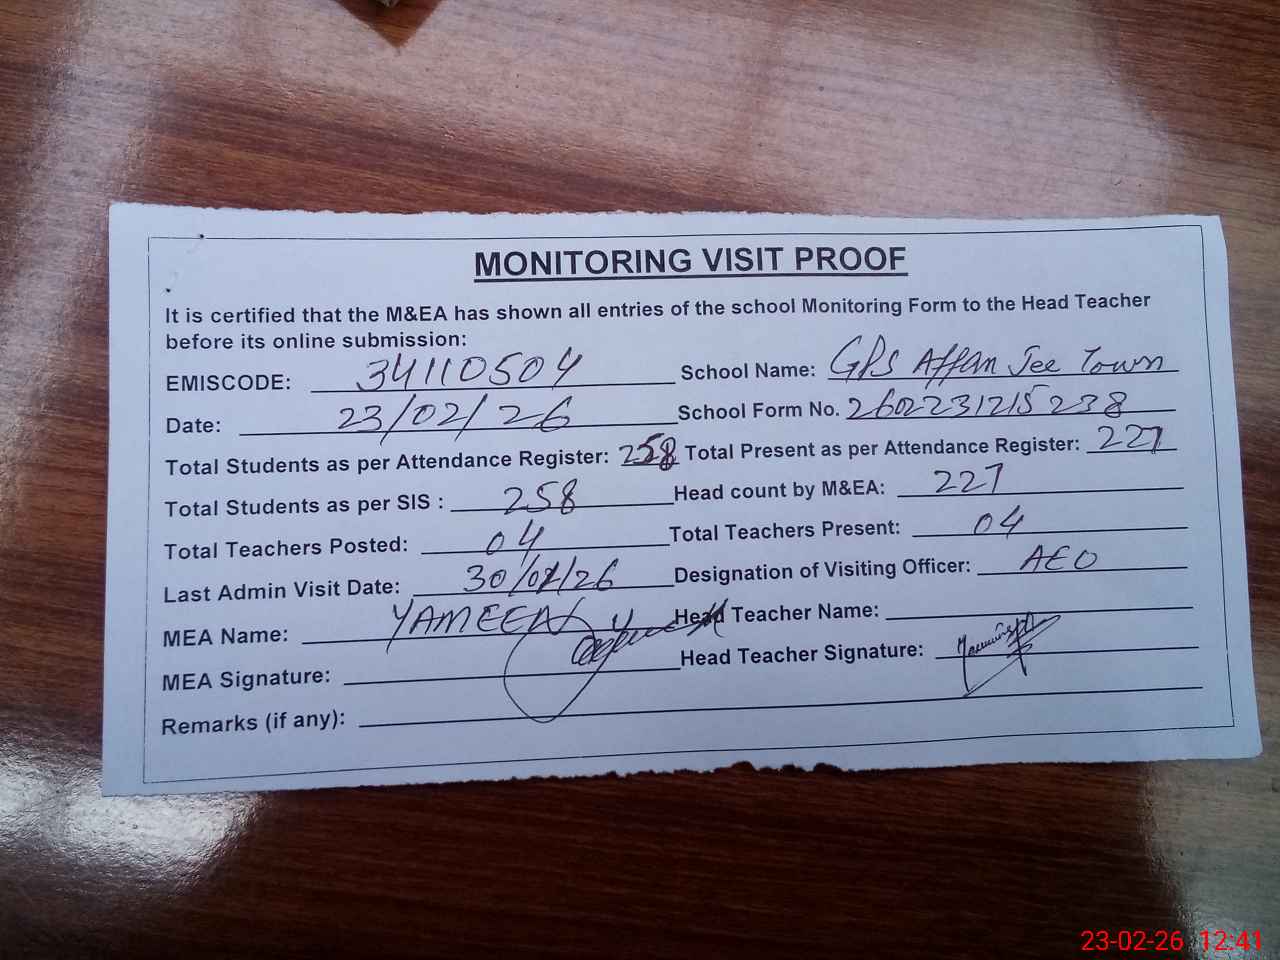 MONITORING VISIT PROOF
It is certified that the M&EA has shown all entries of the school Monitoring Form to the Head Teacher
before its online submission:
EMISCODE: 34110504 School Name: GPS Affan Jee Town
Date: 23/02/26 School Form No. 2602231215238
Total Students as per Attendance Register: 258 Total Present as per Attendance Register: 227
Total Students as per SIS : 258 Head count by M&EA: 227
Total Teachers Posted: 04 Total Teachers Present: 04
Last Admin Visit Date: 30/01/26 Designation of Visiting Officer: AEO
MEA Name: YAMEEN Head Teacher Name:
MEA Signature: Head Teacher Signature:
Remarks (if any):
23-02-26 12:41